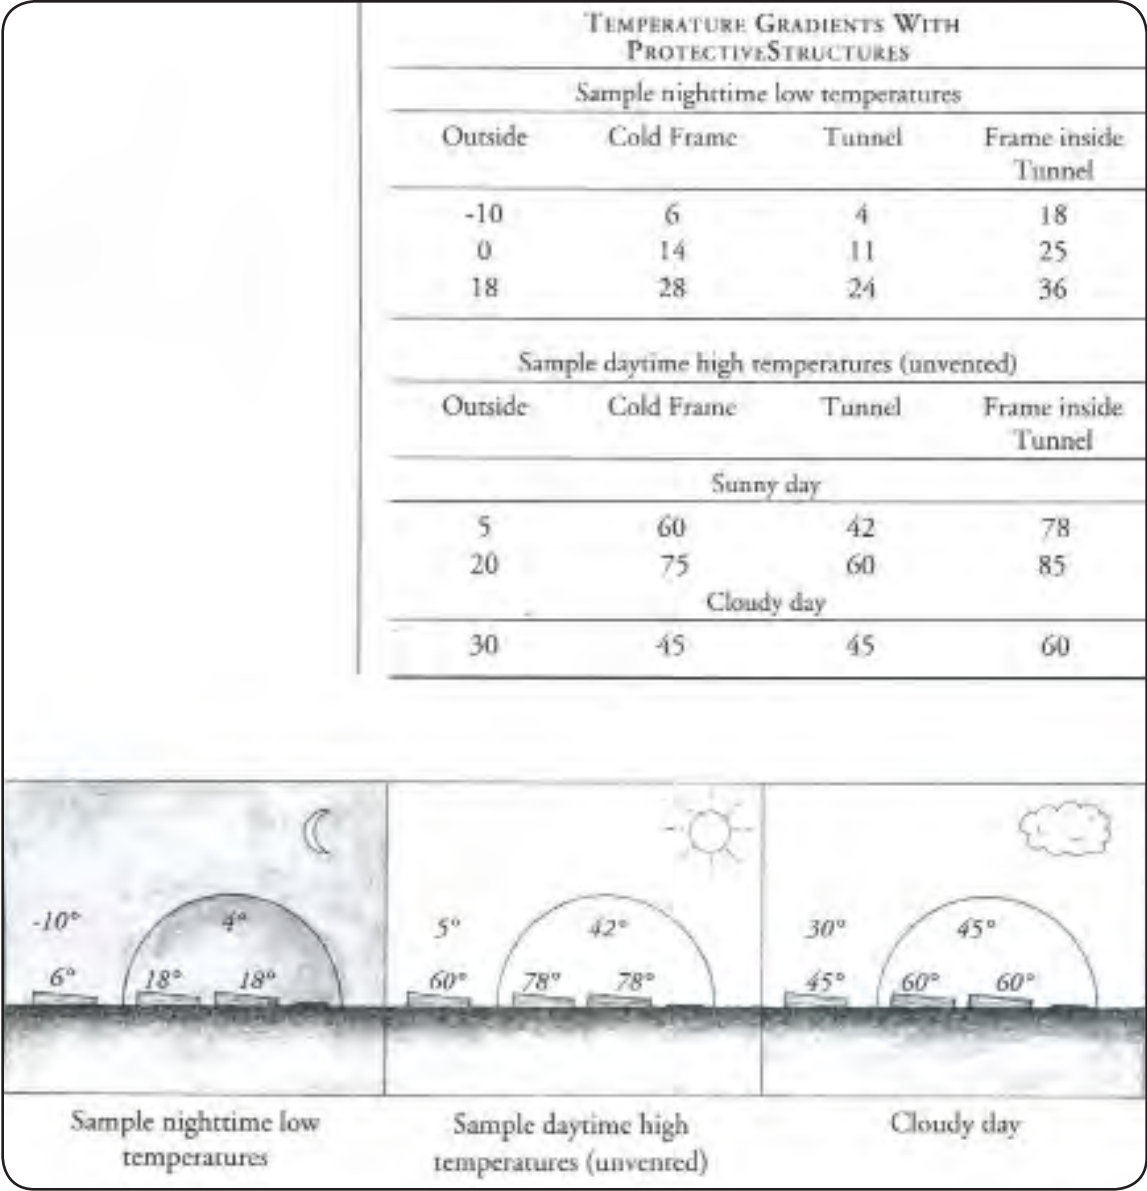 TEMPERATURE GRADIENTS WITH
PROTECTIVESTRUCTURES
Sample nighttime low temperatures
Outside Cold Frame Tunnel Frame inside
Tunnel
-10 6 4 18
0 14 11 25
18 28 24 36
Sample daytime high temperatures (unvented)
Outside Cold Frame Tunnel Frame inside
Tunnel
Sunny day
5 60 42 78
20 75 60 85
Cloudy day
30 45 45 60
-10° 4° 5° 42° 30° 45°
6° 18° 18° 60° 78° 78° 45° 60° 60°
Sample nighttime low Sample daytime high Cloudy day
temperatures temperatures (unvented)